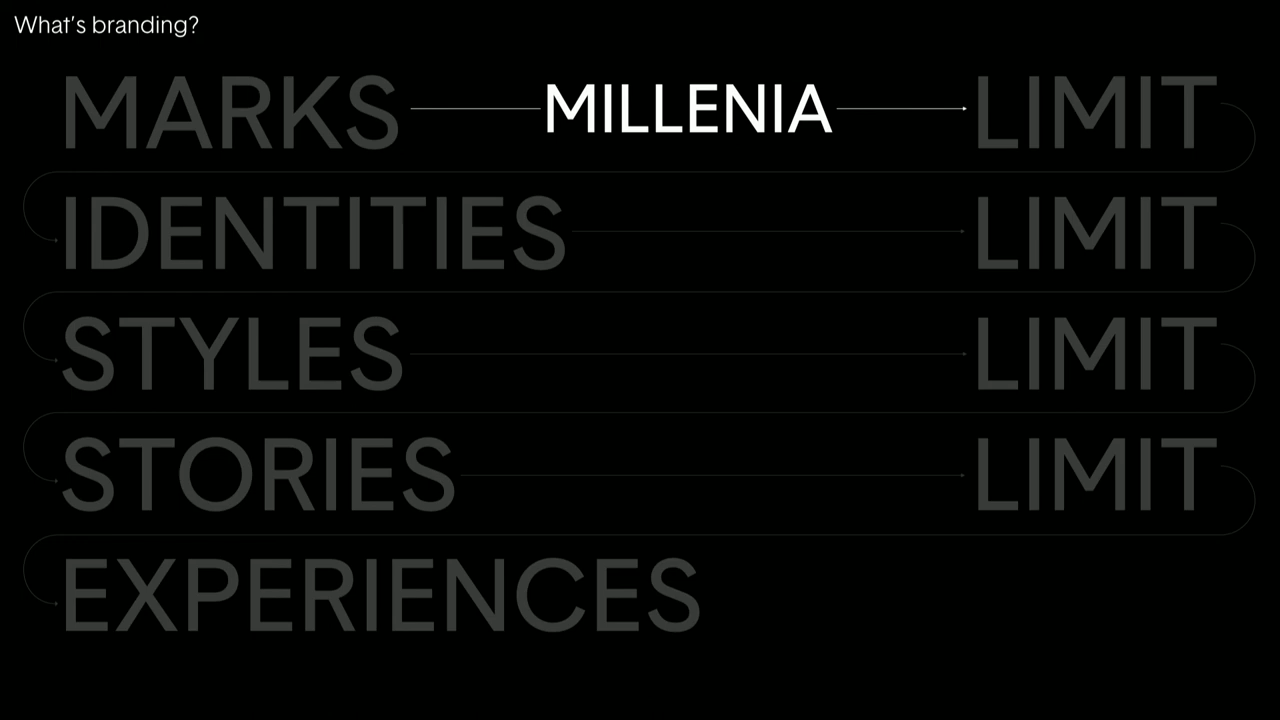 What's branding?
MARKS MILLENIA LIMIT
IDENTITIES LIMIT
STYLES LIMIT
STORIES LIMIT
EXPERIENCES